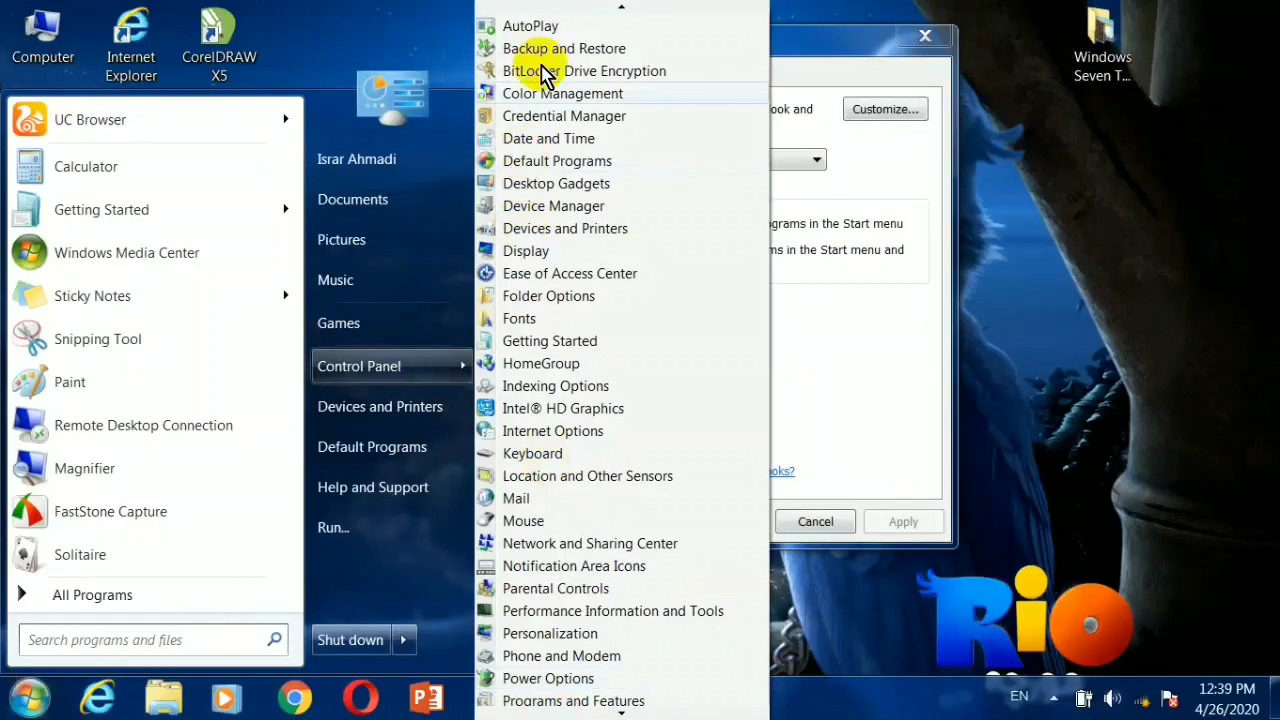 Computer
Internet
Explorer
CorelDRAW
X5
UC Browser
Calculator
Getting Started
Windows Media Center
Sticky Notes
Snipping Tool
Paint
Remote Desktop Connection
Magnifier
FastStone Capture
Solitaire
All Programs
Search programs and files
Israr Ahmadi
Documents
Pictures
Music
Games
Control Panel
Devices and Printers
Default Programs
Help and Support
Run...
Shut down
AutoPlay
Backup and Restore
BitLocker Drive Encryption
Color Management
Credential Manager
Date and Time
Default Programs
Desktop Gadgets
Device Manager
Devices and Printers
Display
Ease of Access Center
Folder Options
Fonts
Getting Started
HomeGroup
Indexing Options
Intel® HD Graphics
Internet Options
Keyboard
Location and Other Sensors
Mail
Mouse
Network and Sharing Center
Notification Area Icons
Parental Controls
Performance Information and Tools
Personalization
Phone and Modem
Power Options
Programs and Features
ook and
Customize...
grams in the Start menu
ms in the Start menu and
oks?
Cancel
Apply
Windows
Seven T...
Rio
EN
12:39 PM
4/26/2020